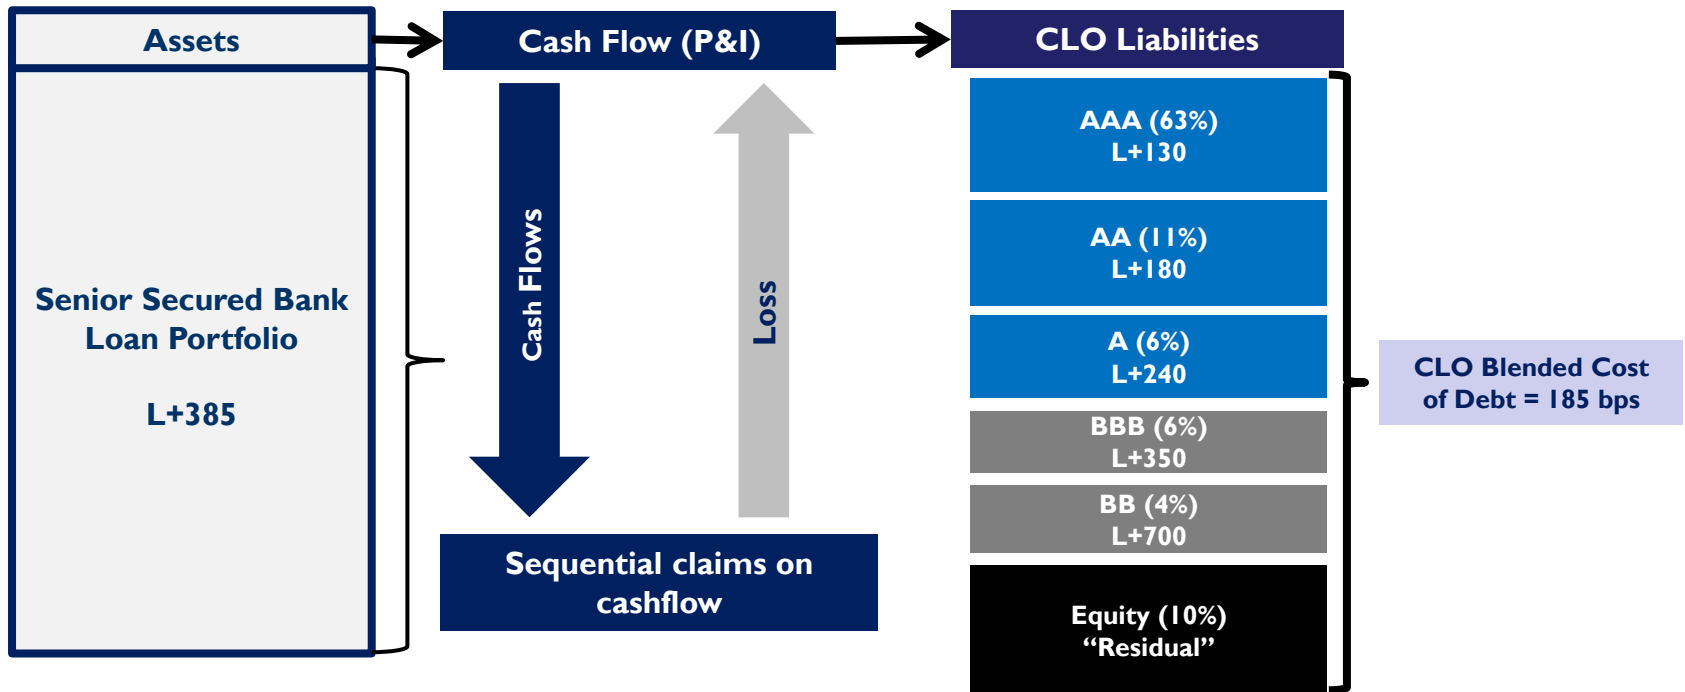 Assets
Cash Flow (P&I)
CLO Liabilities
Senior Secured Bank
Loan Portfolio
L+385
Cash Flows
Loss
Sequential claims on
cashflow
AAA (63%)
L+130
AA (11%)
L+180
A (6%)
L+240
BBB (6%)
L+350
BB (4%)
L+700
Equity (10%)
“Residual”
CLO Blended Cost
of Debt = 185 bps